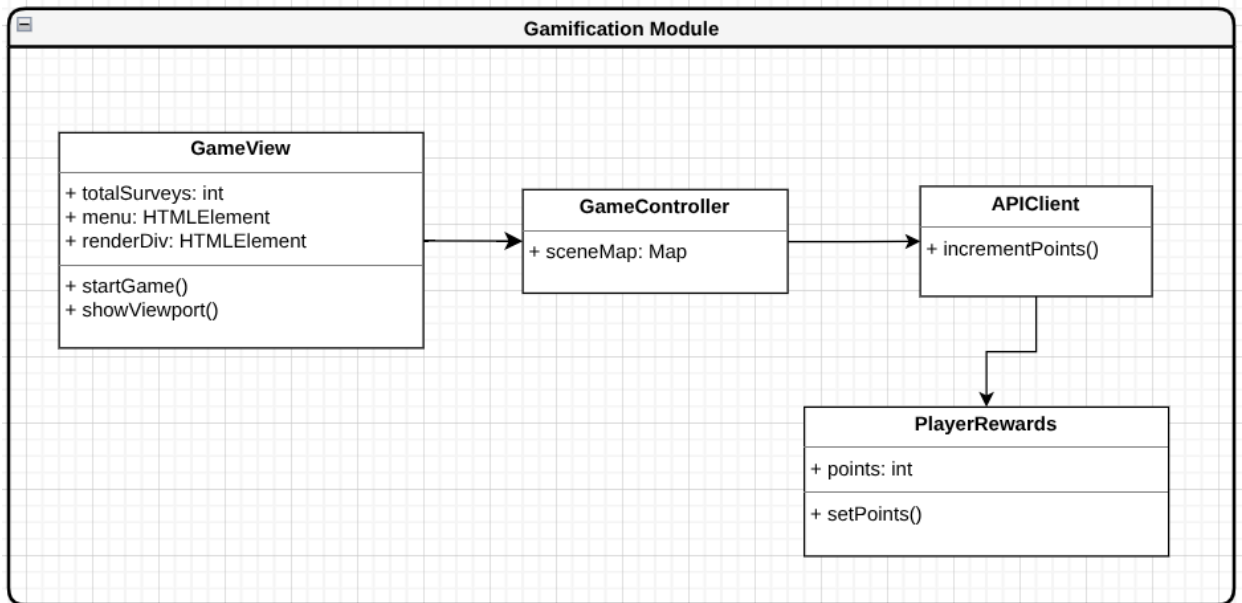 Gamification Module
GameView
+ totalSurveys: int
+ menu: HTMLElement
+ renderDiv: HTMLElement
+ startGame()
+ showViewport()
GameController
+ sceneMap: Map
APIClient
+ incrementPoints()
PlayerRewards
+ points: int
+ setPoints()